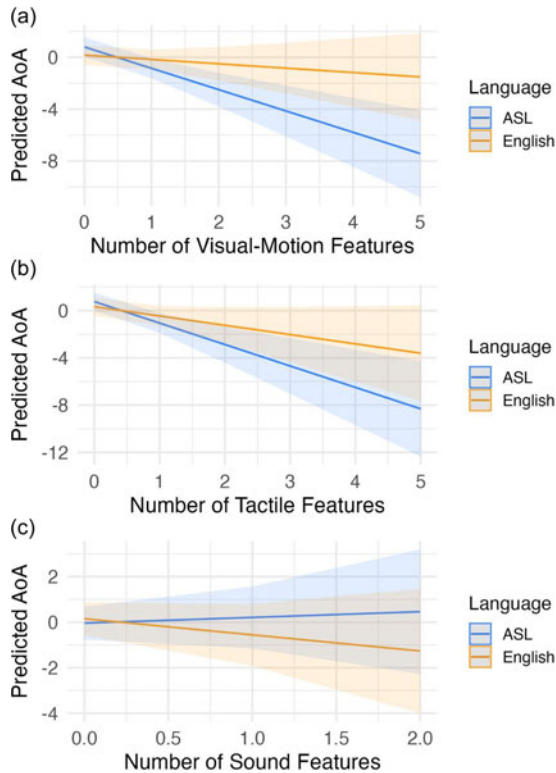 (a)
Predicted AoA
0
-4
-8
0 1 2 3 4 5
Number of Visual-Motion Features
Language
ASL
English
(b)
Predicted AoA
0
-4
-8
-12
0 1 2 3 4 5
Number of Tactile Features
Language
ASL
English
(c)
Predicted AoA
2
0
-2
-4
0.0 0.5 1.0 1.5 2.0
Number of Sound Features
Language
ASL
English